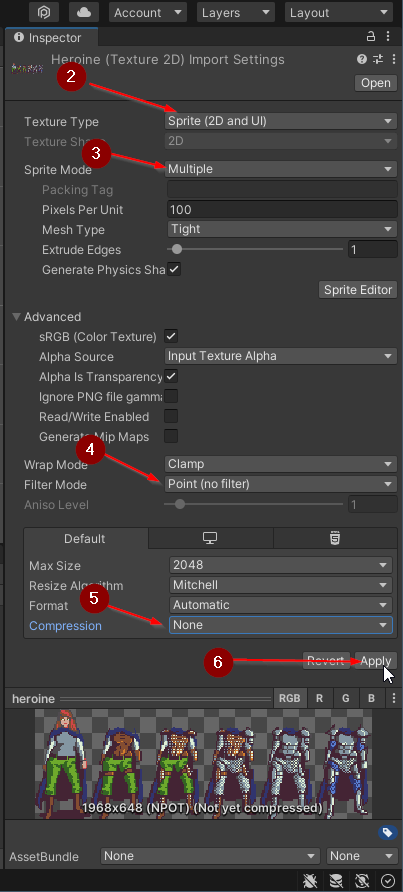 Account Layers Layout
Inspector
Heroine (Texture 2D) Import Settings
Open
2
Texture Type Sprite (2D and UI)
Texture Sha 2D
3
Sprite Mode Multiple
Packing Tag
Pixels Per Unit 100
Mesh Type Tight
Extrude Edges 1
Generate Physics Sha
Sprite Editor
Advanced
sRGB (Color Texture)
Alpha Source Input Texture Alpha
Alpha Is Transparency
Ignore PNG file gamma
Read/Write Enabled
Generate Mip Maps
4
Wrap Mode Clamp
Filter Mode Point (no filter)
Aniso Level 1
Default
Max Size 2048
Resize Algorithm Mitchell
Format Automatic
5
Compression None
6
Revert Apply
heroine RGB R G B
1968x648 (NPOT) (Not yet compressed)
AssetBundle None None